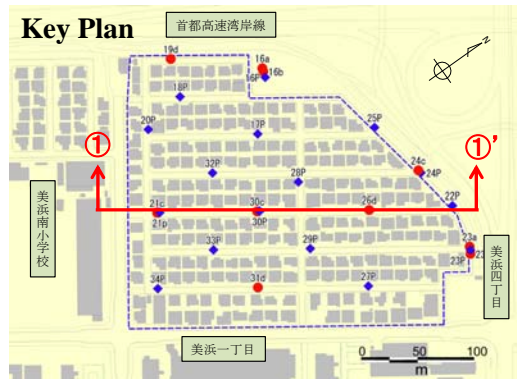 Key Plan
首都高速湾岸線
19d
16a
16P
16b
18P
N
20P
17P
25P
①
①’
32P
28P
24c
24P
美浜南小学校
21c
21p
30c
30P
26d
22P
23a
23P
33P
29P
美浜四丁目
34P
31d
27P
美浜一丁目
0 50 100
m